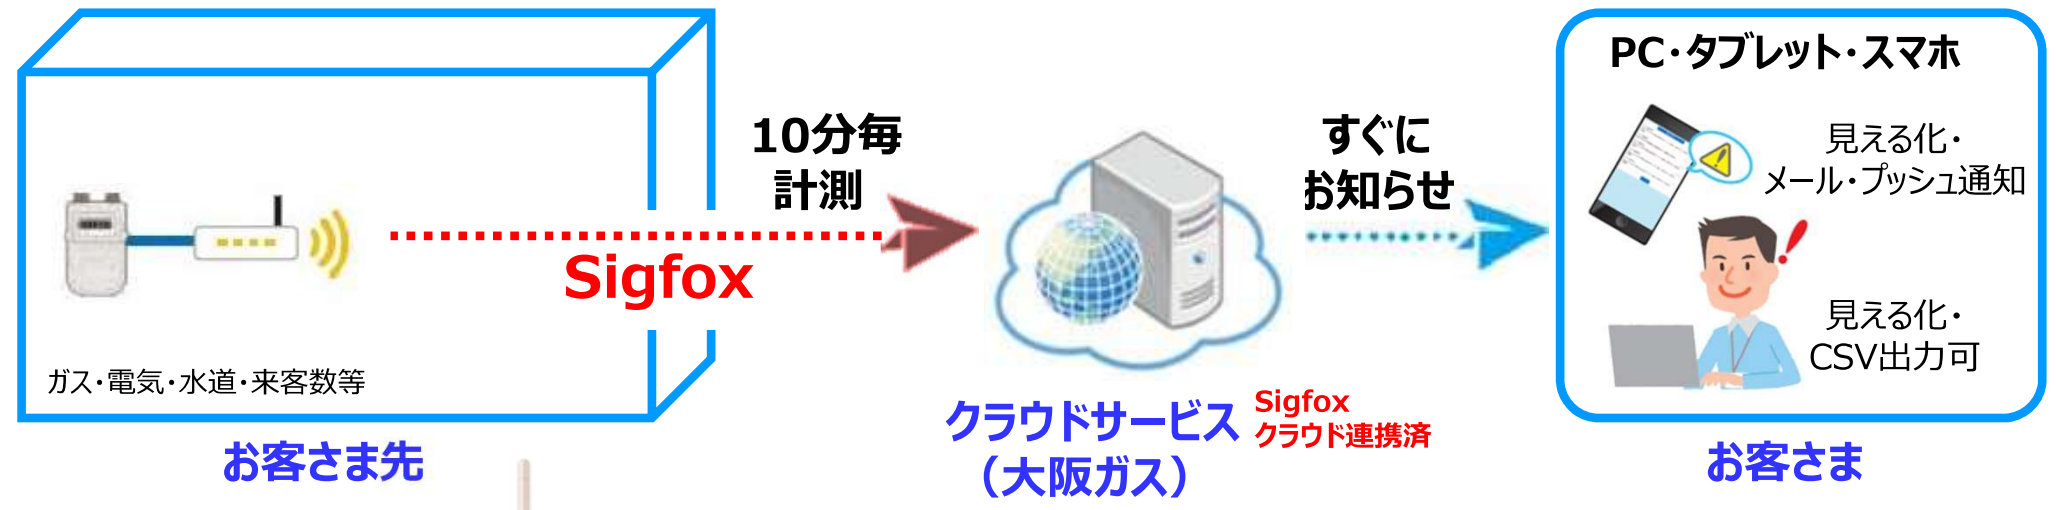 ガス・電気・水道・来客数等
お客さま先
10分毎
計測
Sigfox
クラウドサービス
（大阪ガス）
Sigfox
クラウド連携済
すぐに
お知らせ
PC・タブレット・スマホ
見える化・
メール・プッシュ通知
見える化・
CSV出力可
お客さま